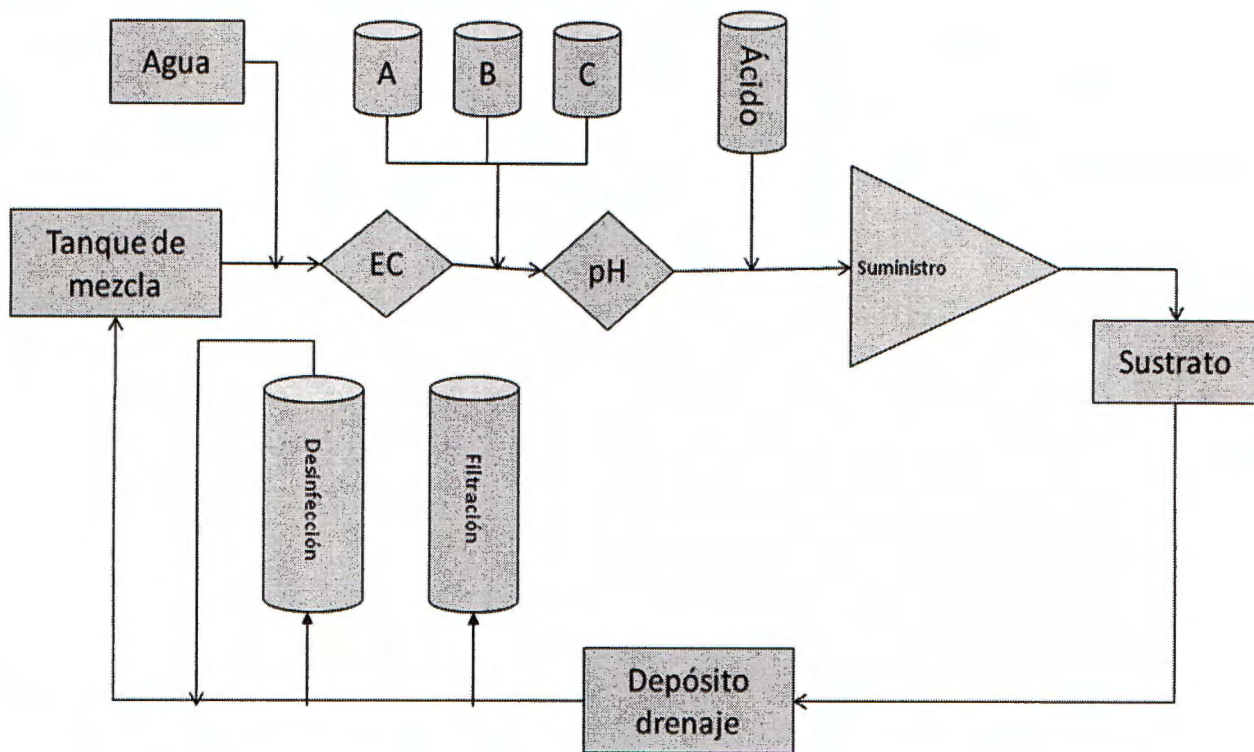 Agua
A
B
C
Ácido
Tanque de
mezcla
EC
pH
Suministro
Sustrato
Desinfección
Filtración
Depósito
drenaje